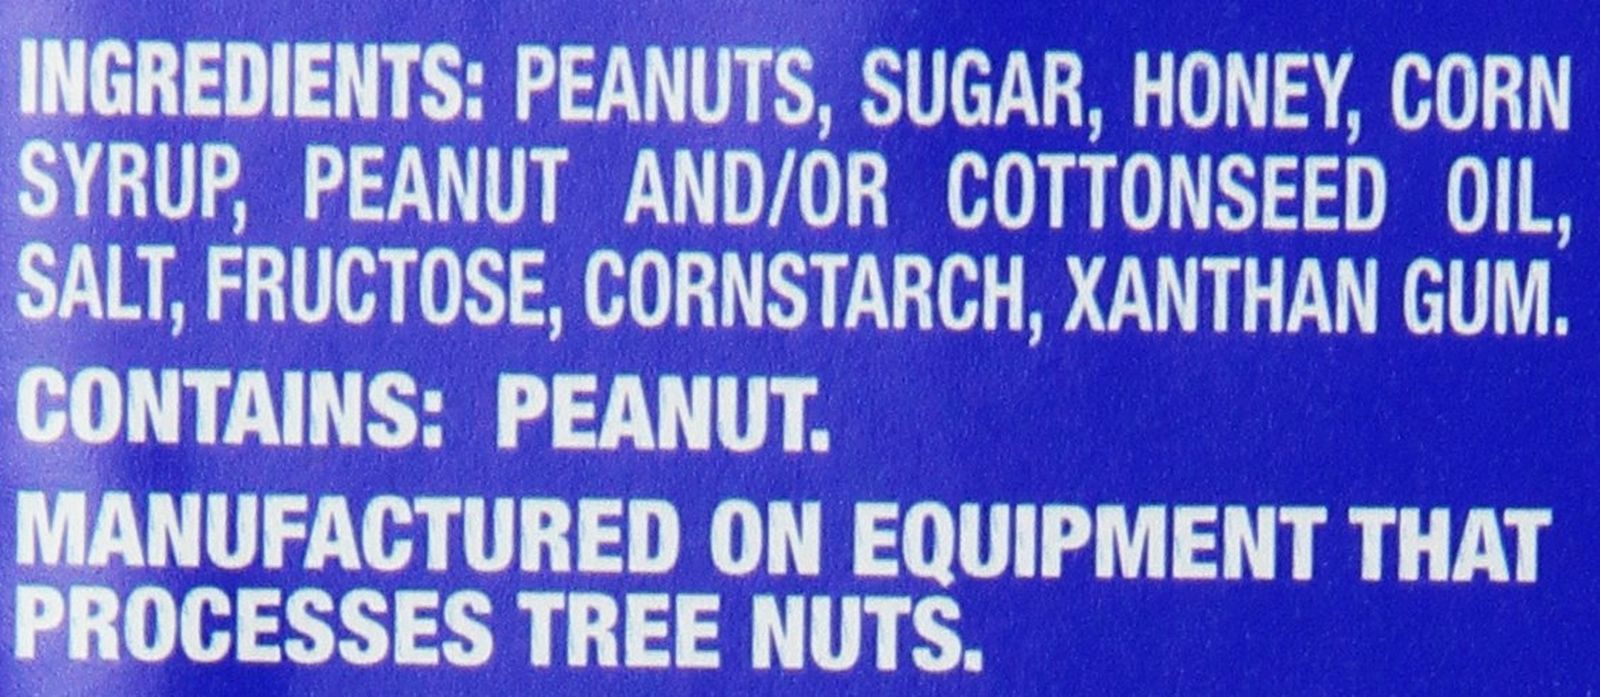 INGREDIENTS: PEANUTS, SUGAR, HONEY, CORN
SYRUP, PEANUT AND/OR COTTONSEED OIL,
SALT, FRUCTOSE, CORNSTARCH, XANTHAN GUM.
CONTAINS: PEANUT.
MANUFACTURED ON EQUIPMENT THAT
PROCESSES TREE NUTS.